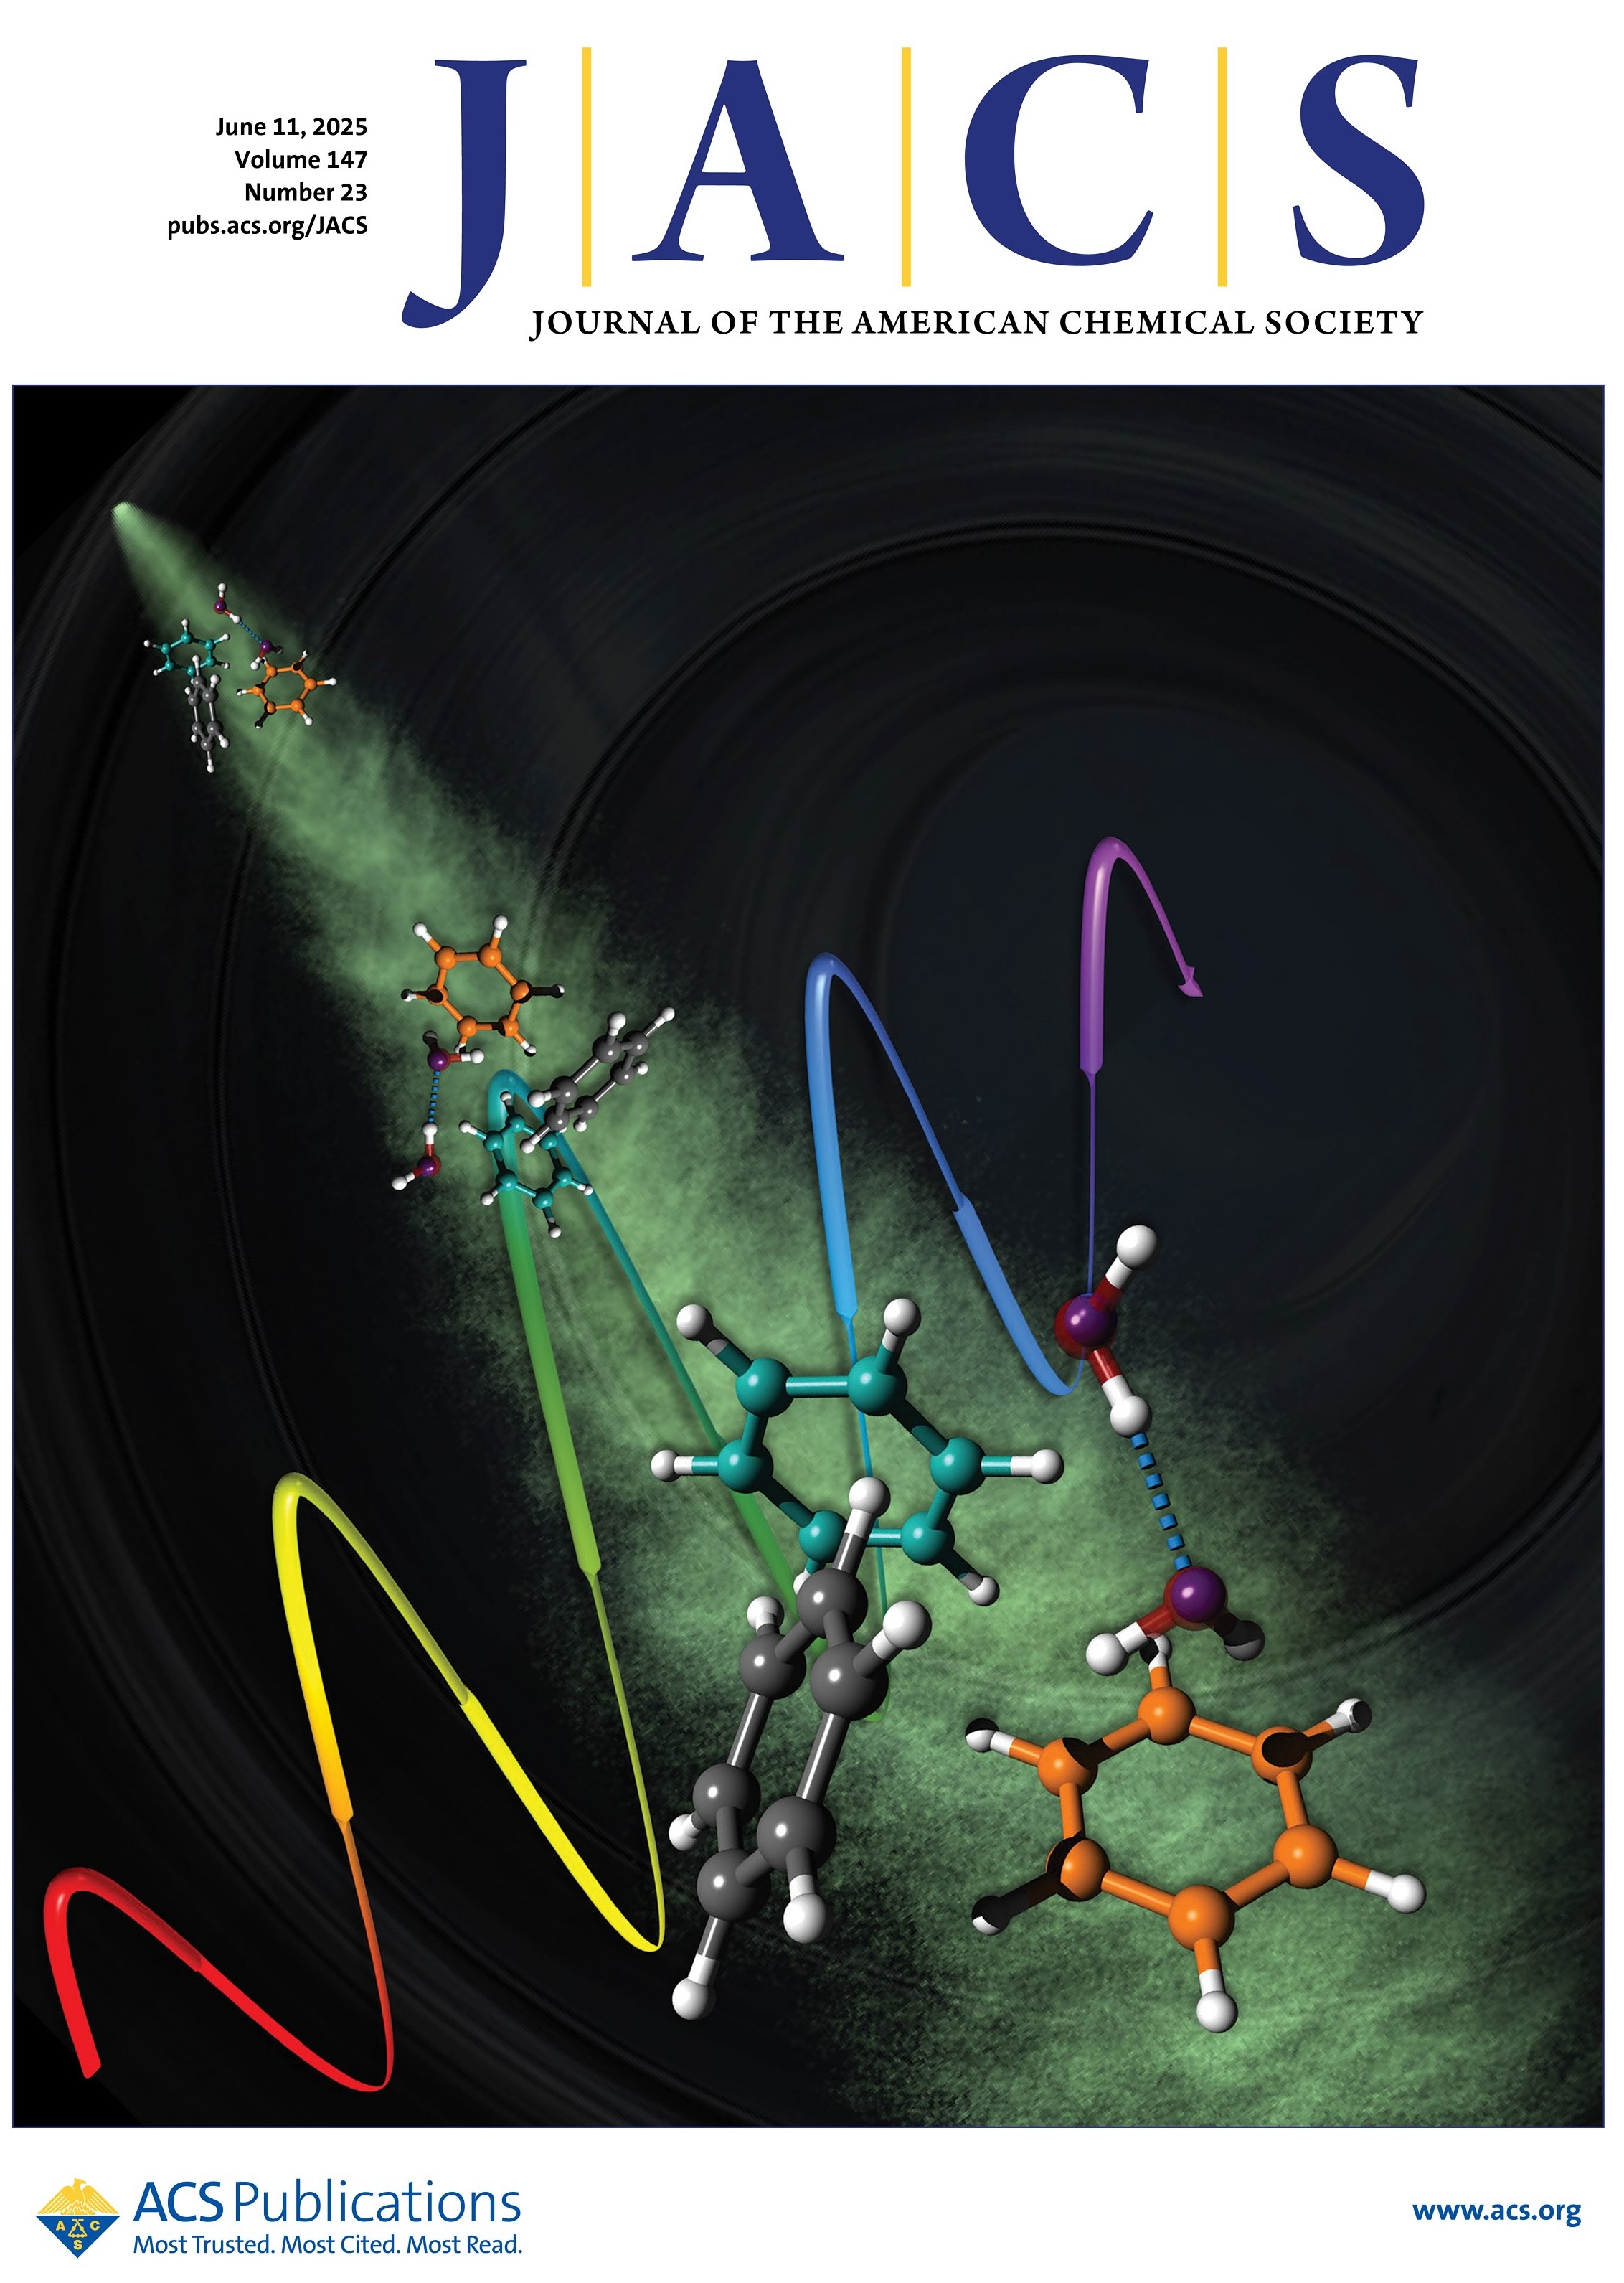 June 11, 2025
Volume 147
Number 23
pubs.acs.org/JACS
J|A|C|S
JOURNAL OF THE AMERICAN CHEMICAL SOCIETY
A C S
ACS Publications
Most Trusted. Most Cited. Most Read.
www.acs.org